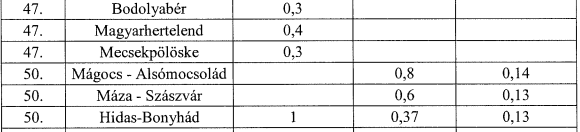 47. Bodolyabér 0,3
47. Magyarhertelend 0,4
47. Mecsekpölöske 0,3
50. Mágocs - Alsómocsolád 0,8 0,14
50. Máza - Szászvár 0,6 0,13
50. Hidas-Bonyhád 1 0,37 0,13